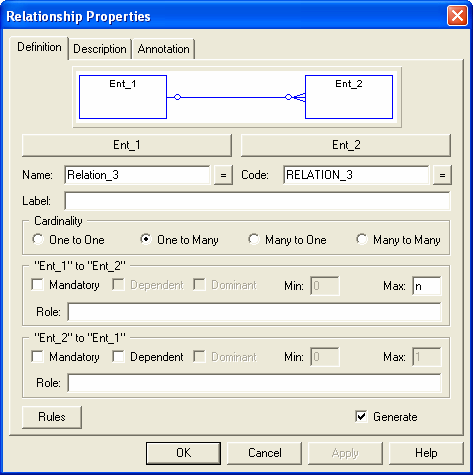 Relationship Properties
Definition Description Annotation
Ent_1 Ent_2
Ent_1 Ent_2
Name: Relation_3 = Code: RELATION_3 =
Label:
Cardinality
One to One One to Many Many to One Many to Many
"Ent_1" to "Ent_2"
Mandatory Dependent Dominant Min: 0 Max: n
Role:
"Ent_2" to "Ent_1"
Mandatory Dependent Dominant Min: 0 Max: 1
Role:
Rules Generate
OK Cancel Apply Help